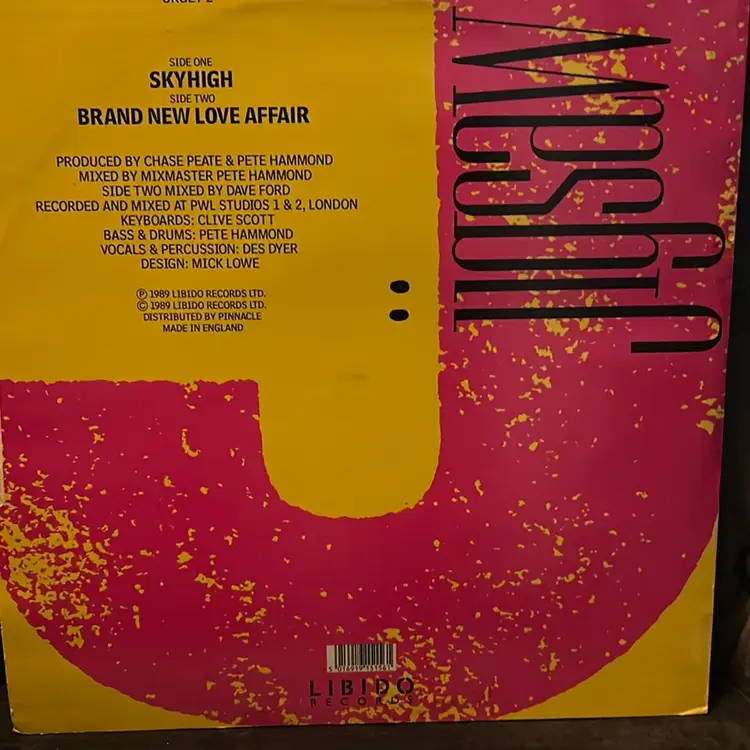 SIDE ONE
SKYHIGH
SIDE TWO
BRAND NEW LOVE AFFAIR
PRODUCED BY CHASE PEATE & PETE HAMMOND
MIXED BY MIXMASTER PETE HAMMOND
SIDE TWO MIXED BY DAVE FORD
RECORDED AND MIXED AT PWL STUDIOS 1 & 2, LONDON
KEYBOARDS: CLIVE SCOTT
BASS & DRUMS: PETE HAMMOND
VOCALS & PERCUSSION: DES DYER
DESIGN: MICK LOWE
℗ 1989 LIBIDO RECORDS LTD.
© 1989 LIBIDO RECORDS LTD.
DISTRIBUTED BY PINNACLE
MADE IN ENGLAND
LIBIDO
RECORDS